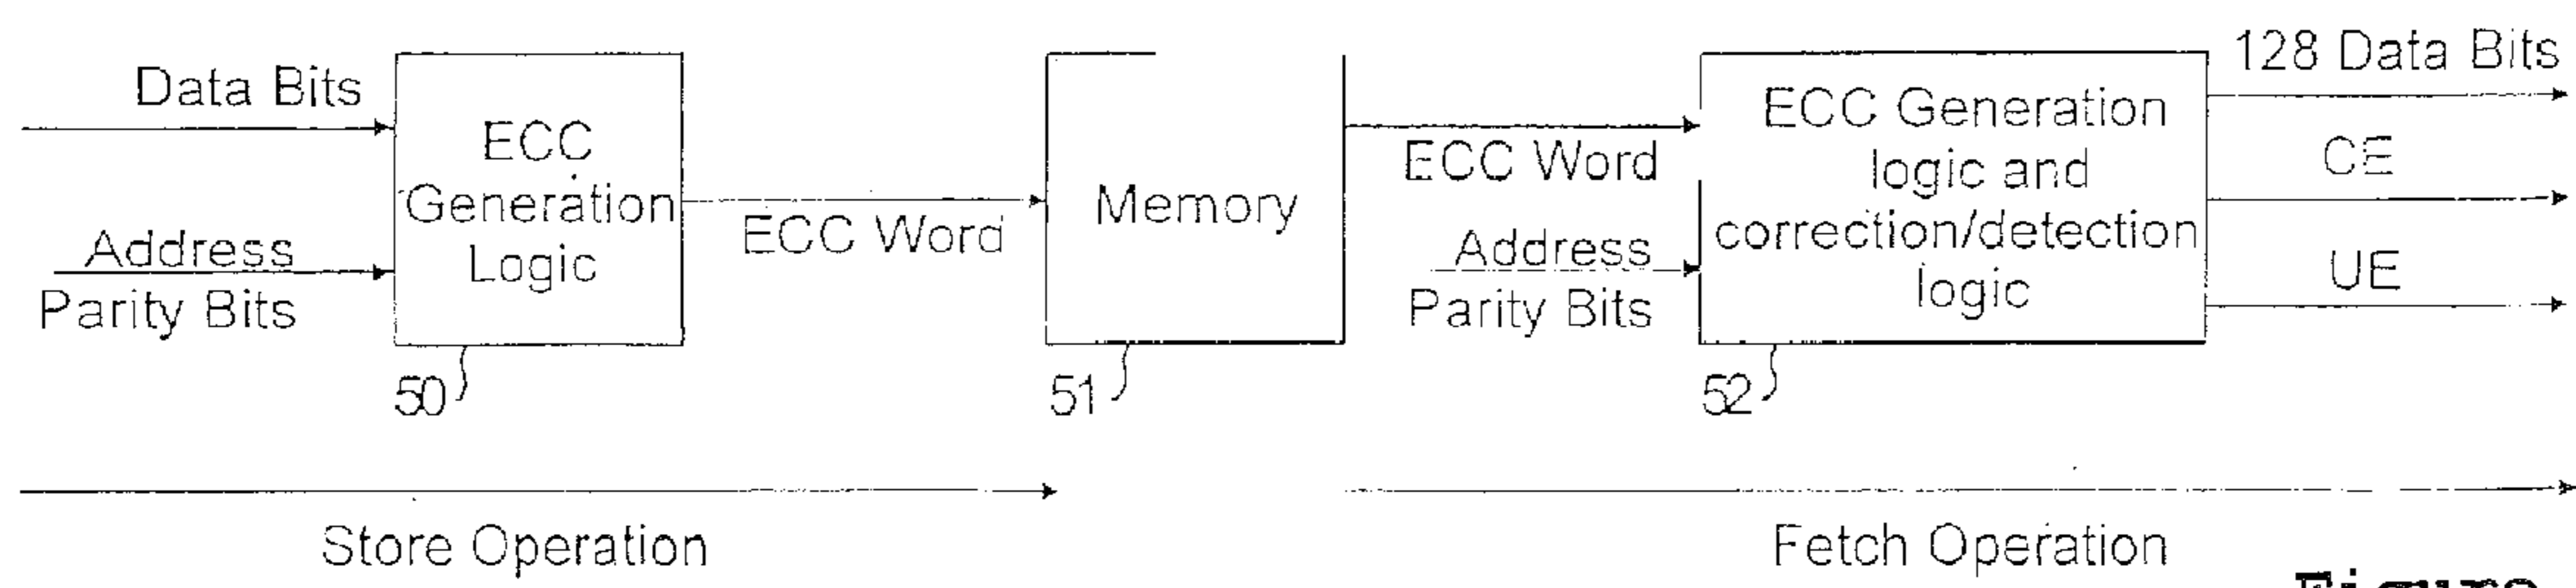 Data Bits
Address
Parity Bits
ECC
Generation
Logic
50
ECC Word
Memory
51
ECC Word
Address
Parity Bits
ECC Generation
logic and
correction/detection
logic
52
128 Data Bits
CE
UE
Store Operation
Fetch Operation
Figure